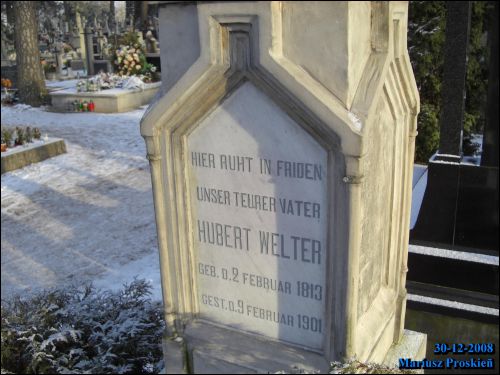 HIER RUHT IN FRIDEN
UNSER TEURER VATER
HUBERT WELTER
GEB. D. 2 FEBRUAR 1813
GEST. D. 9 FEBRUAR 1901
30-12-2008
Mariusz Proskień